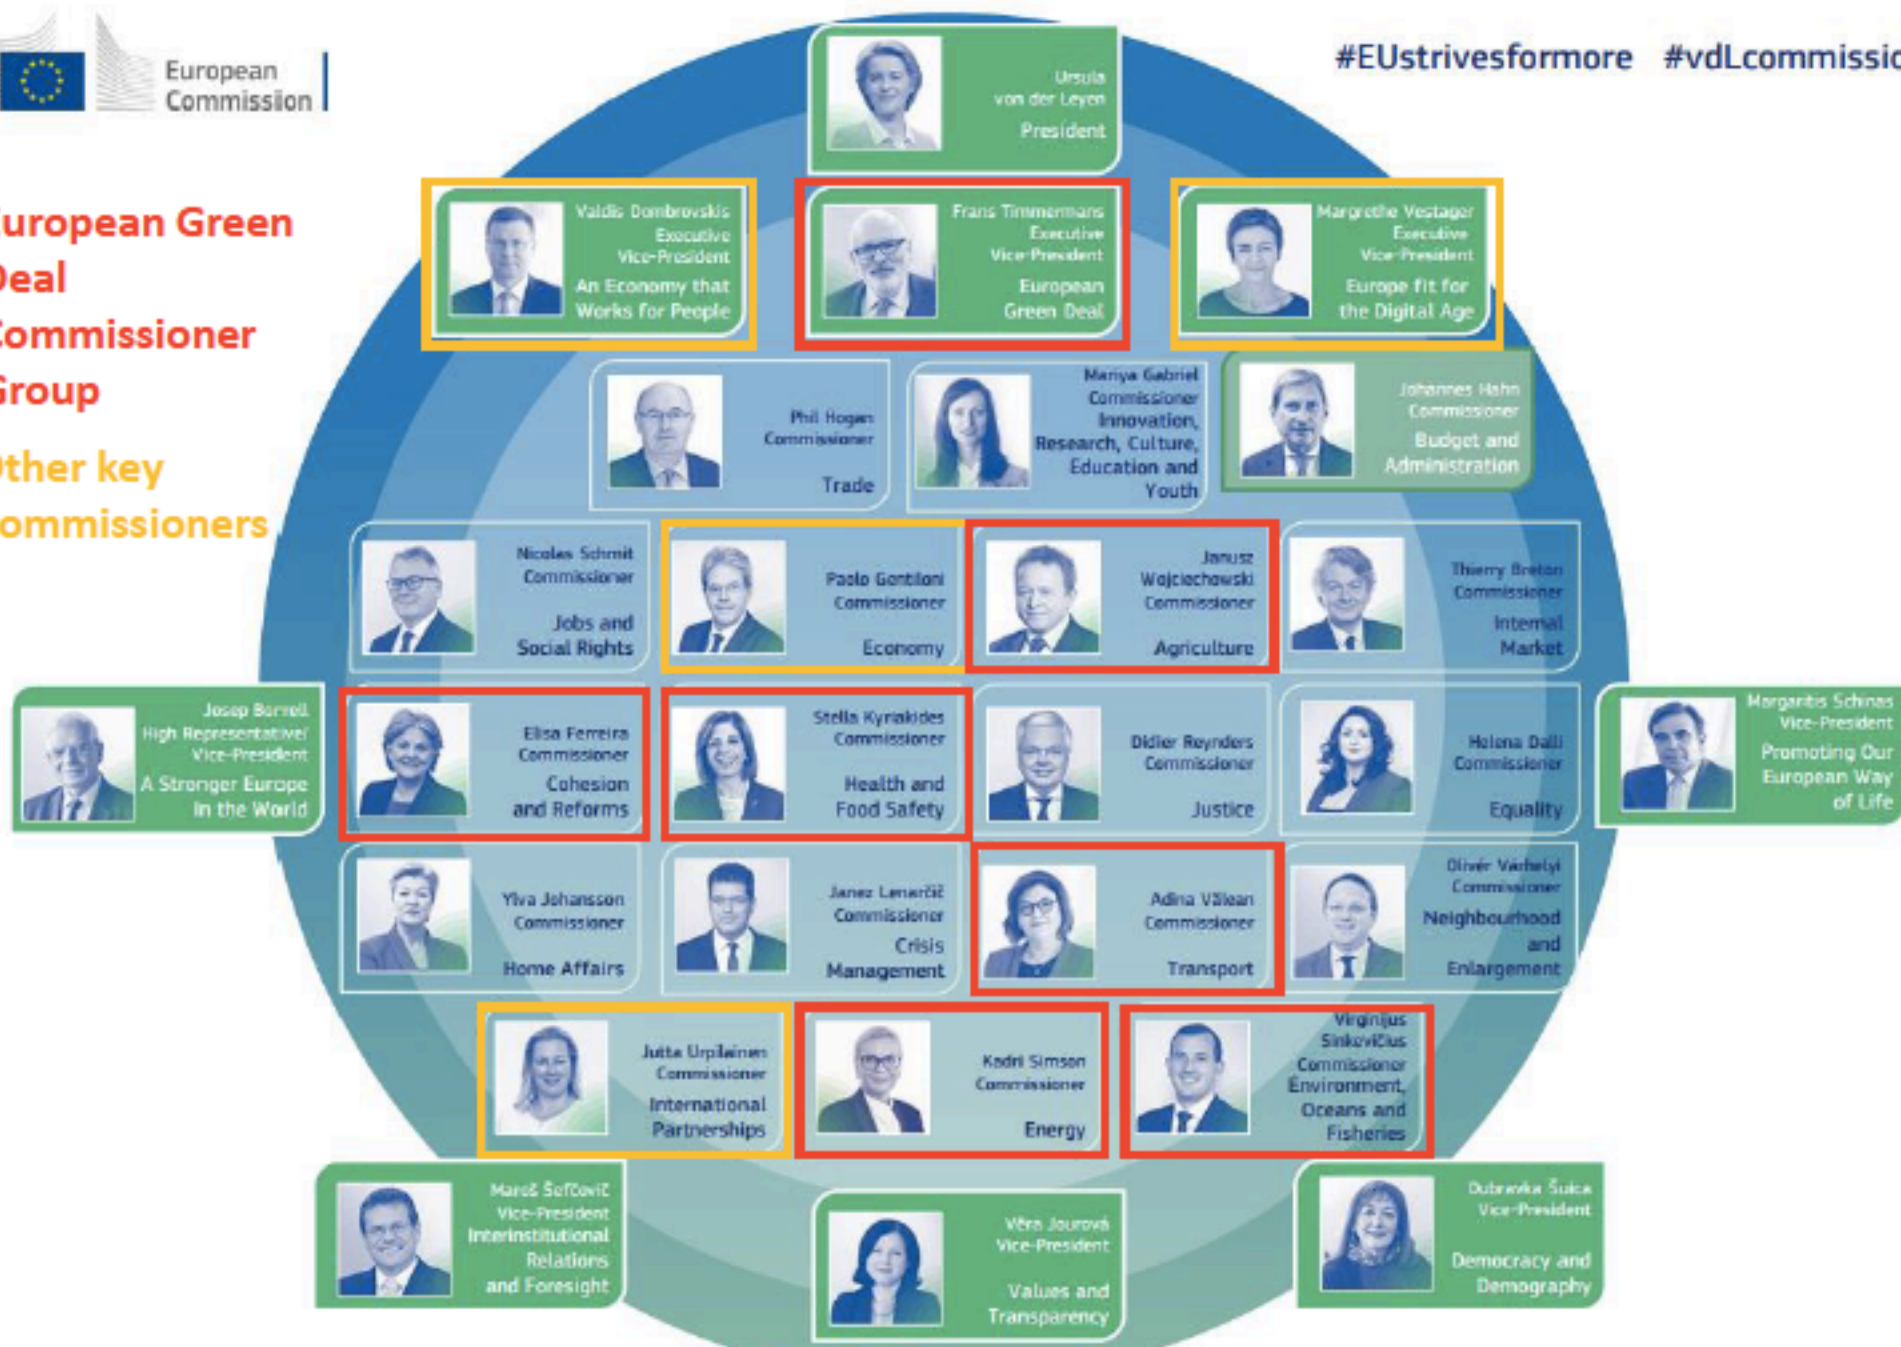 European
Commission
#EUstrivesformore #vdLcommissio
Ursula
von der Leyen
President
uropean Green
Deal
Commissioner
Group
Other key
ommissioners
Valdis Dombrovskis
Executive
Vice-President
An Economy that
Works for People
Frans Timmermans
Executive
Vice-President
European
Green Deal
Margrethe Vestager
Executive
Vice-President
Europe fit for
the Digital Age
Phil Hogan
Commissioner
Trade
Mariya Gabriel
Commissioner
Innovation,
Research, Culture,
Education and
Youth
Johannes Hahn
Commissioner
Budget and
Administration
Nicolas Schmit
Commissioner
Jobs and
Social Rights
Paolo Gentiloni
Commissioner
Economy
Janusz
Wojciechowski
Commissioner
Agriculture
Thierry Breton
Commissioner
Internal
Market
Josep Borrell
High Representative/
Vice-President
A Stronger Europe
in the World
Elisa Ferreira
Commissioner
Cohesion
and Reforms
Stella Kyriakides
Commissioner
Health and
Food Safety
Didier Reynders
Commissioner
Justice
Helena Dalli
Commissioner
Equality
Margaritis Schinas
Vice-President
Promoting Our
European Way
of Life
Ylva Johansson
Commissioner
Home Affairs
Janez Lenarčič
Commissioner
Crisis
Management
Adina Vălean
Commissioner
Transport
Olivér Várhelyi
Commissioner
Neighbourhood
and
Enlargement
Jutta Urpilainen
Commissioner
International
Partnerships
Kadri Simson
Commissioner
Energy
Virginijus
Sinkevičius
Commissioner
Environment,
Oceans and
Fisheries
Maroš Šefčovič
Vice-President
Interinstitutional
Relations
and Foresight
Věra Jourová
Vice-President
Values and
Transparency
Dubravka Šuica
Vice-President
Democracy and
Demography